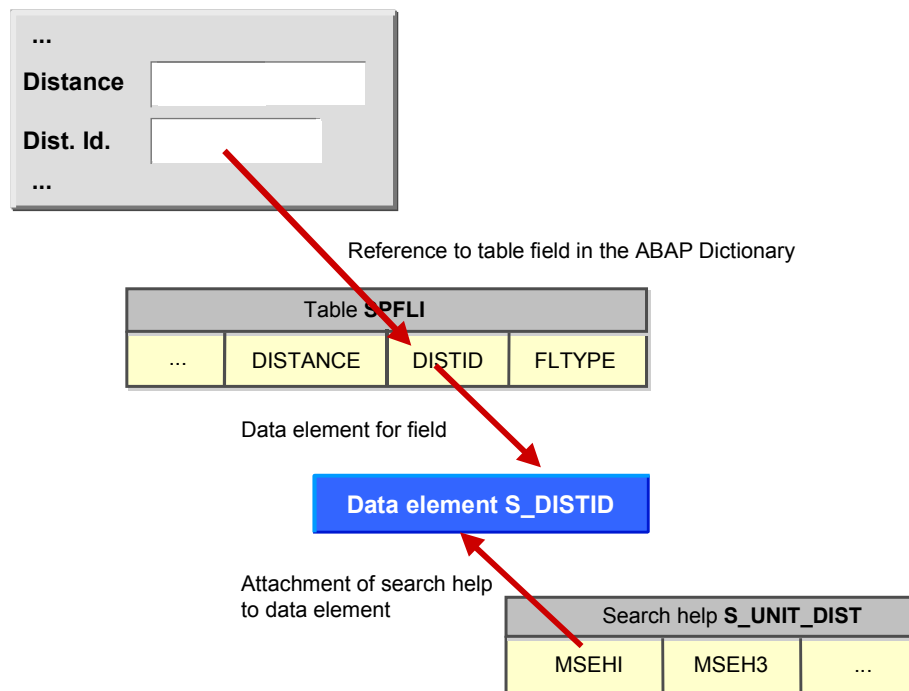 ...
Distance
Dist. Id.
...
Reference to table field in the ABAP Dictionary
Table SPFLI
... DISTANCE DISTID FLTYPE
Data element for field
Data element S_DISTID
Attachment of search help
to data element
Search help S_UNIT_DIST
MSEHI MSEH3 ...